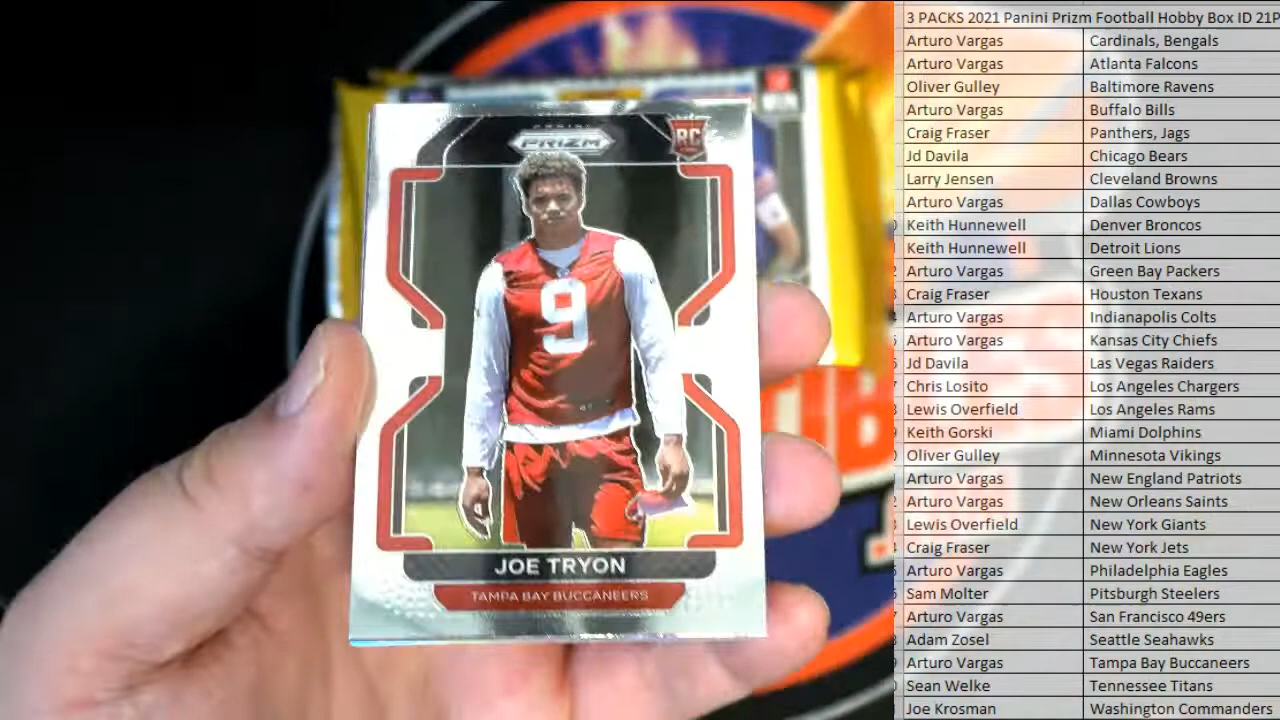 PANINI
PRIZM
RC
9
JOE TRYON
TAMPA BAY BUCCANEERS
3 PACKS 2021 Panini Prizm Football Hobby Box ID 21P
Arturo Vargas Cardinals, Bengals
Arturo Vargas Atlanta Falcons
Oliver Gulley Baltimore Ravens
Arturo Vargas Buffalo Bills
Craig Fraser Panthers, Jags
Jd Davila Chicago Bears
Larry Jensen Cleveland Browns
Arturo Vargas Dallas Cowboys
Keith Hunnewell Denver Broncos
Keith Hunnewell Detroit Lions
Arturo Vargas Green Bay Packers
Craig Fraser Houston Texans
Arturo Vargas Indianapolis Colts
Arturo Vargas Kansas City Chiefs
Jd Davila Las Vegas Raiders
Chris Losito Los Angeles Chargers
Lewis Overfield Los Angeles Rams
Keith Gorski Miami Dolphins
Oliver Gulley Minnesota Vikings
Arturo Vargas New England Patriots
Arturo Vargas New Orleans Saints
Lewis Overfield New York Giants
Craig Fraser New York Jets
Arturo Vargas Philadelphia Eagles
Sam Molter Pitsburgh Steelers
Arturo Vargas San Francisco 49ers
Adam Zosel Seattle Seahawks
Arturo Vargas Tampa Bay Buccaneers
Sean Welke Tennessee Titans
Joe Krosman Washington Commanders